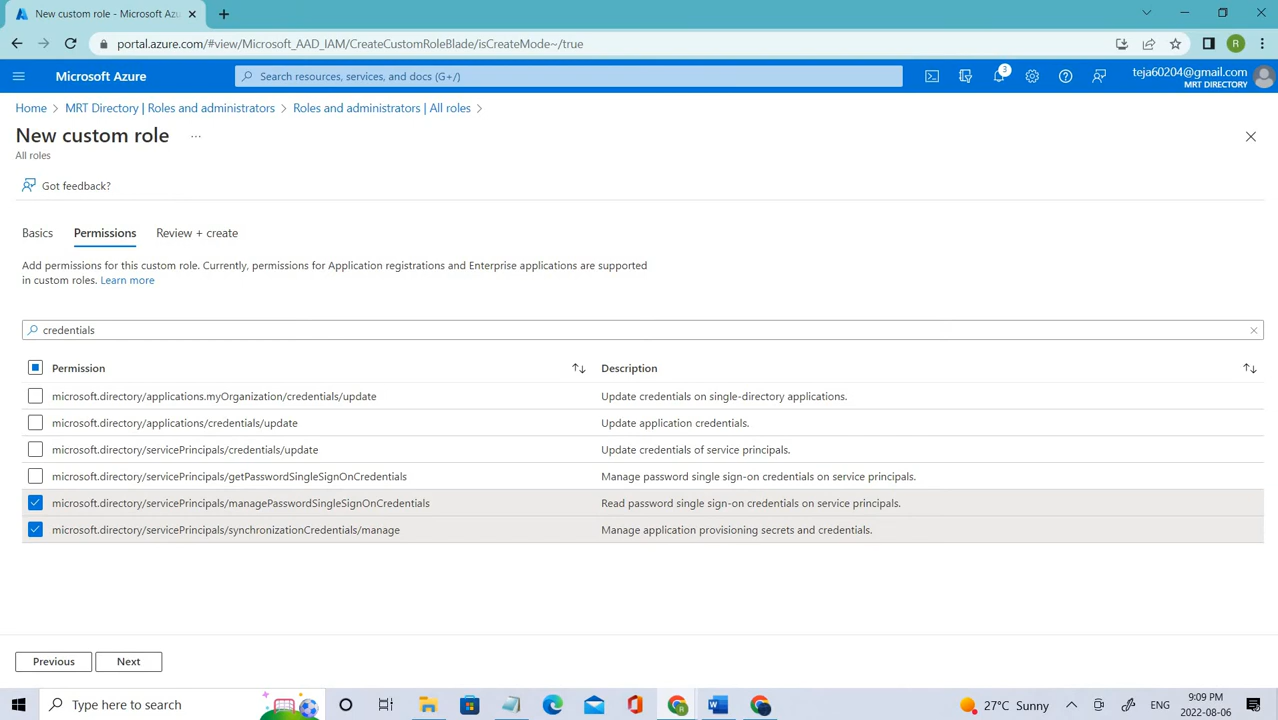 New custom role - Microsoft Az
portal.azure.com/#view/Microsoft_AAD_IAM/CreateCustomRoleBlade/isCreateMode~/true
R
Microsoft Azure
Search resources, services, and docs (G+/)
3
teja60204@gmail.com
MRT DIRECTORY
Home > MRT Directory | Roles and administrators > Roles and administrators | All roles >
New custom role ...
All roles
Got feedback?
Basics Permissions Review + create
Add permissions for this custom role. Currently, permissions for Application registrations and Enterprise applications are supported
in custom roles. Learn more
credentials
Permission Description
microsoft.directory/applications.myOrganization/credentials/update Update credentials on single-directory applications.
microsoft.directory/applications/credentials/update Update application credentials.
microsoft.directory/servicePrincipals/credentials/update Update credentials of service principals.
microsoft.directory/servicePrincipals/getPasswordSingleSignOnCredentials Manage password single sign-on credentials on service principals.
microsoft.directory/servicePrincipals/managePasswordSingleSignOnCredentials Read password single sign-on credentials on service principals.
microsoft.directory/servicePrincipals/synchronizationCredentials/manage Manage application provisioning secrets and credentials.
Previous Next
Type here to search
27°C Sunny
ENG
9:09 PM
2022-08-06